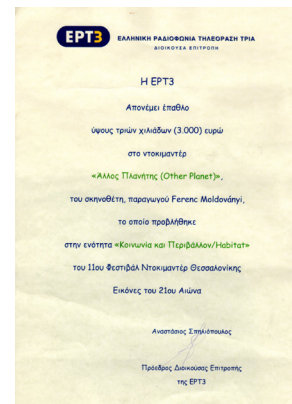 ΕΡΤ3
ΕΛΛΗΝΙΚΗ ΡΑΔΙΟΦΩΝΙΑ ΤΗΛΕΟΡΑΣΗ ΤΡΙΑ
ΔΙΟΙΚΟΥΣΑ ΕΠΙΤΡΟΠΗ
Η ΕΡΤ3
Απονέμει έπαθλο
ύψους τριών χιλιάδων (3.000) ευρώ
στο ντοκιμαντέρ
«Άλλος Πλανήτης (Other Planet)»,
του σκηνοθέτη, παραγωγού Ferenc Moldoványi,
το οποίο προβλήθηκε
στην ενότητα «Κοινωνία και Περιβάλλον/Habitat»
του 11ου Φεστιβάλ Ντοκιμαντέρ Θεσσαλονίκης
Εικόνες του 21ου Αιώνα
Αναστάσιος Σπηλιόπουλος
Πρόεδρος Διοικούσας Επιτροπής
της ΕΡΤ3